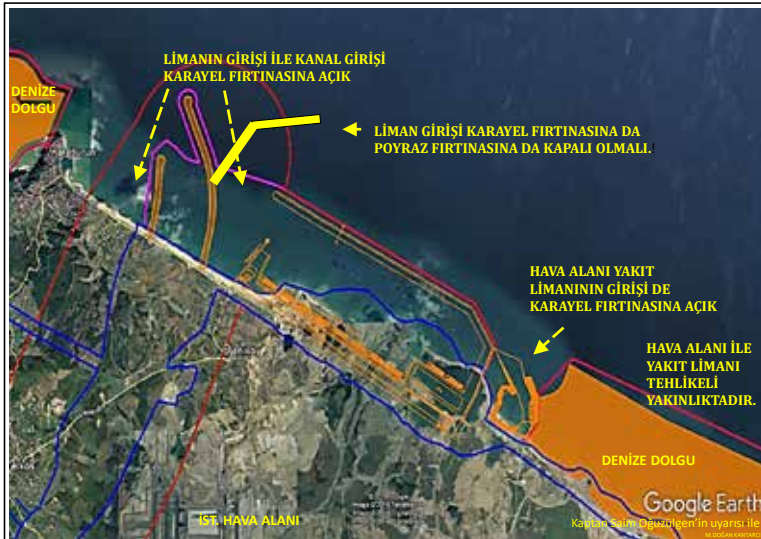 LİMANIN GİRİŞİ İLE KANAL GİRİŞİ
KARAYEL FIRTINASINA AÇIK
DENİZE
DOLGU
LİMAN GİRİŞİ KARAYEL FIRTINASINA DA
POYRAZ FIRTINASINA DA KAPALI OLMALI.
HAVA ALANI YAKIT
LİMANININ GİRİŞİ DE
KARAYEL FIRTINASINA AÇIK
HAVA ALANI İLE
YAKIT LİMANI
TEHLİKELİ
YAKINLIKTADIR.
DENİZE DOLGU
Google Earth
İST. HAVA ALANI
Kaptan Saim Oğuzülgen'in uyarısı ile
M.DOĞAN KANTARCI